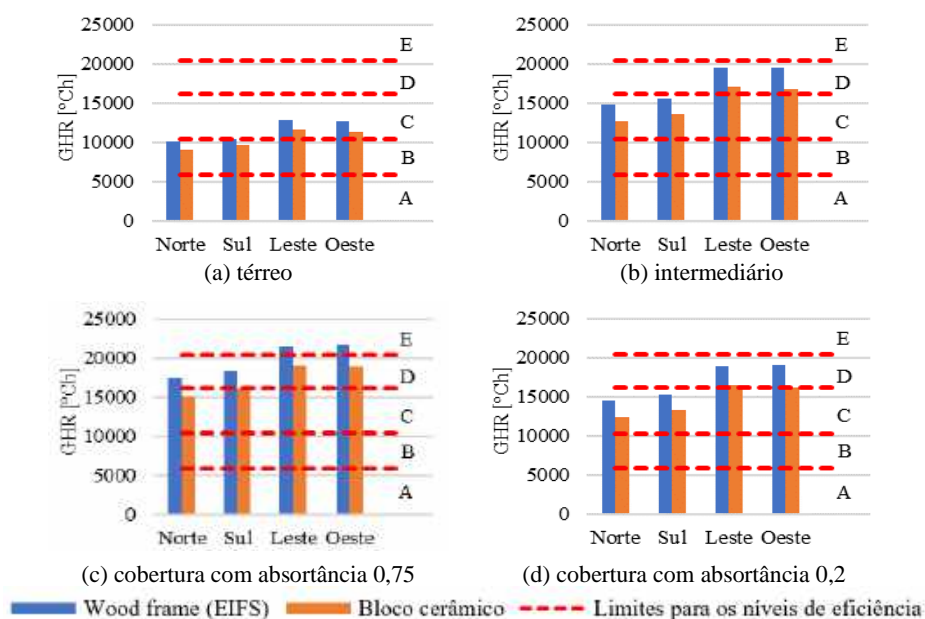 25000
20000
15000
10000
5000
0
GHR [°Ch]
E
D
C
B
A
Norte Sul Leste Oeste
(a) térreo
25000
20000
15000
10000
5000
0
GHR [°Ch]
E
D
C
B
A
Norte Sul Leste Oeste
(b) intermediário
25000
20000
15000
10000
5000
0
GHR [°Ch]
E
D
C
B
A
Norte Sul Leste Oeste
(c) cobertura com absortância 0,75
25000
20000
15000
10000
5000
0
GHR [°Ch]
E
D
C
B
A
Norte Sul Leste Oeste
(d) cobertura com absortância 0,2
Wood frame (EIFS) Bloco cerâmico Limites para os níveis de eficiência